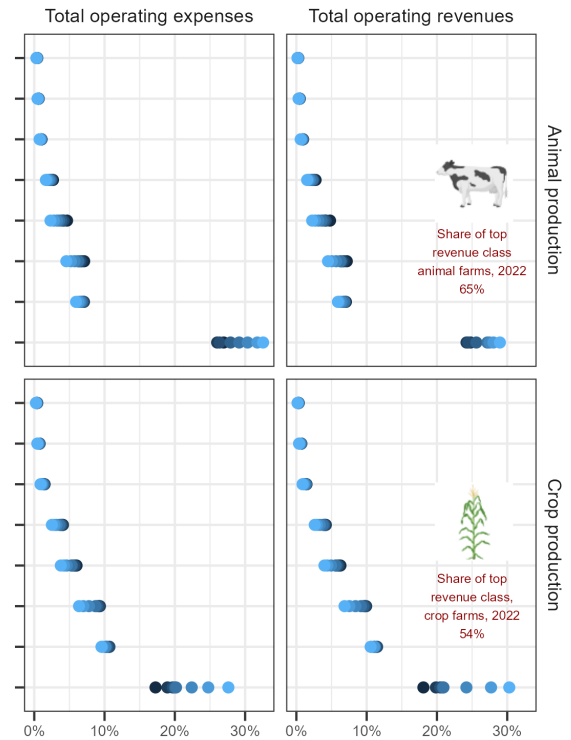 Total operating expenses
Total operating revenues
Animal production
Share of top
revenue class
animal farms, 2022
65%
Crop production
Share of top
revenue class,
crop farms, 2022
54%
0%
10%
20%
30%
0%
10%
20%
30%